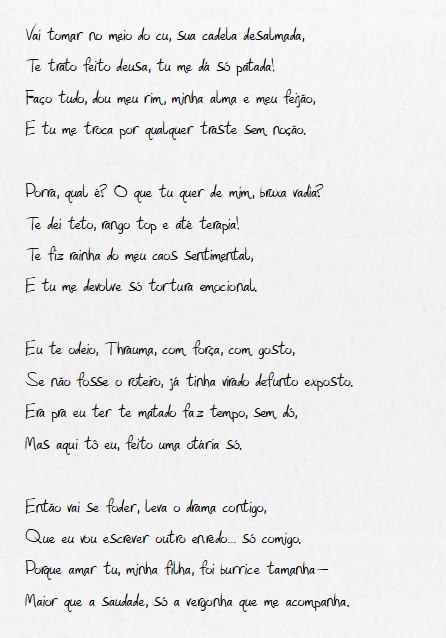 Vai tomar no meio do cu, sua cadela desalmada,
Te trato feito deusa, tu me dá só patada!
Faço tudo, dou meu rim, minha alma e meu feijão,
E tu me troca por qualquer traste sem noção.

Porra, qual é? O que tu quer de mim, bruxa vadia?
Te dei teto, rango top e até terapia!
Te fiz rainha do meu caos sentimental,
E tu me devolve só tortura emocional.

Eu te odeio, Thrauma, com força, com gosto,
Se não fosse o roteiro, já tinha virado defunto exposto.
Era pra eu ter te matado faz tempo, sem dó,
Mas aqui tô eu, feito uma otária só.

Então vai se foder, leva o drama contigo,
Que eu vou escrever outro enredo... só comigo.
Porque amar tu, minha filha, foi burrice tamanha—
Maior que a saudade, só a vergonha que me acompanha.